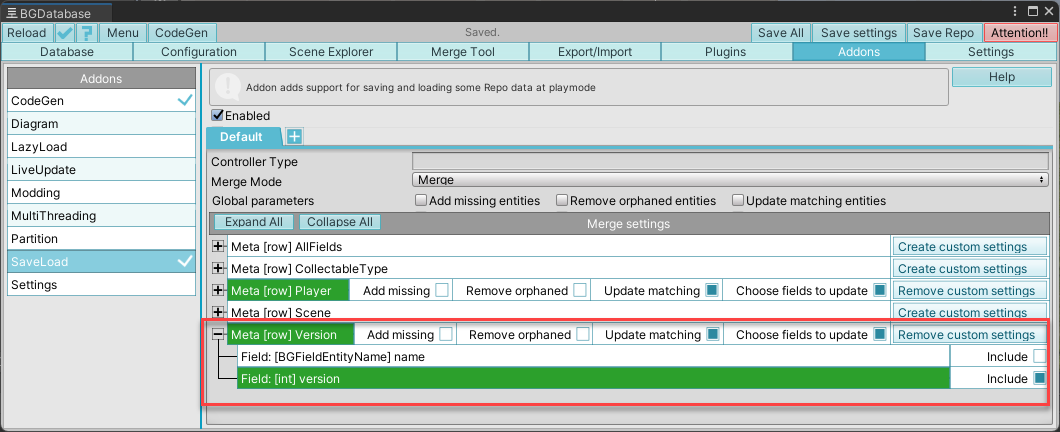 BGDatabase
Reload ? Menu CodeGen Saved. Save All Save settings Save Repo Attention!!
Database Configuration Scene Explorer Merge Tool Export/Import Plugins Addons Settings
Addons
CodeGen
Diagram
LazyLoad
LiveUpdate
Modding
MultiThreading
Partition
SaveLoad
Settings
! Addon adds support for saving and loading some Repo data at playmode
Help
Enabled
Default +
Controller Type
Merge Mode Merge
Global parameters Add missing entities Remove orphaned entities Update matching entities
Expand All Collapse All Merge settings
Meta [row] AllFields Create custom settings
Meta [row] CollectableType Create custom settings
Meta [row] Player Add missing Remove orphaned Update matching Choose fields to update Remove custom settings
Meta [row] Scene Create custom settings
Meta [row] Version Add missing Remove orphaned Update matching Choose fields to update Remove custom settings
Field: [BGFieldEntityName] name Include
Field: [int] version Include